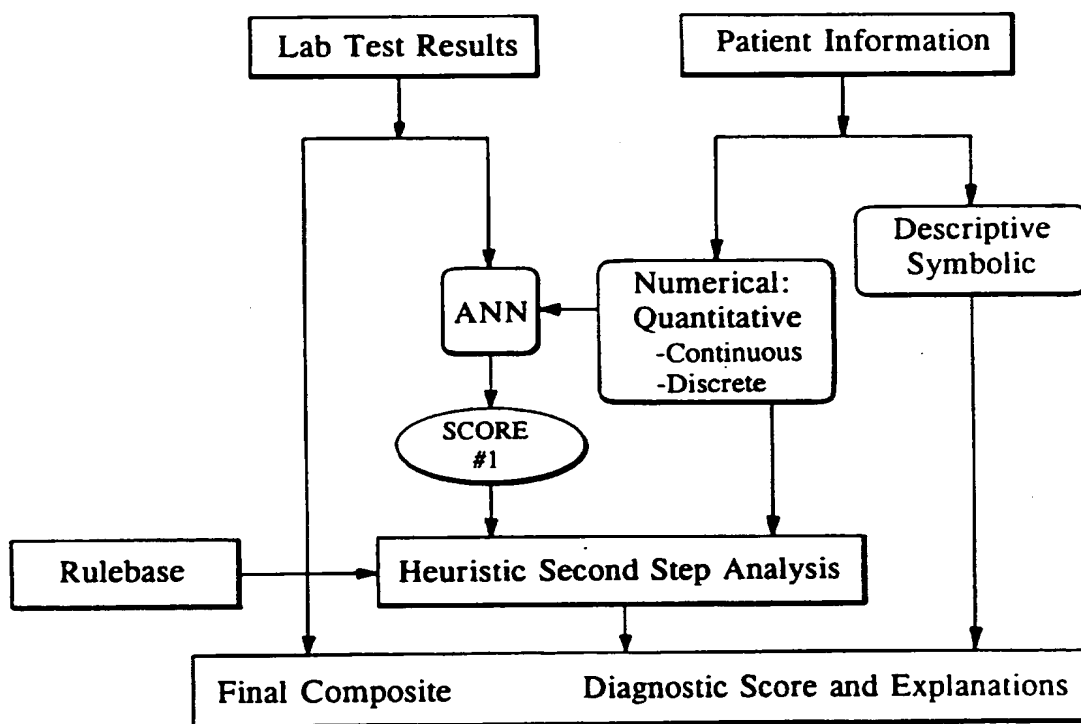 Lab Test Results
Patient Information
Descriptive
Symbolic
ANN
Numerical:
Quantitative
-Continuous
-Discrete
SCORE
#1
Rulebase
Heuristic Second Step Analysis
Final Composite
Diagnostic Score and Explanations